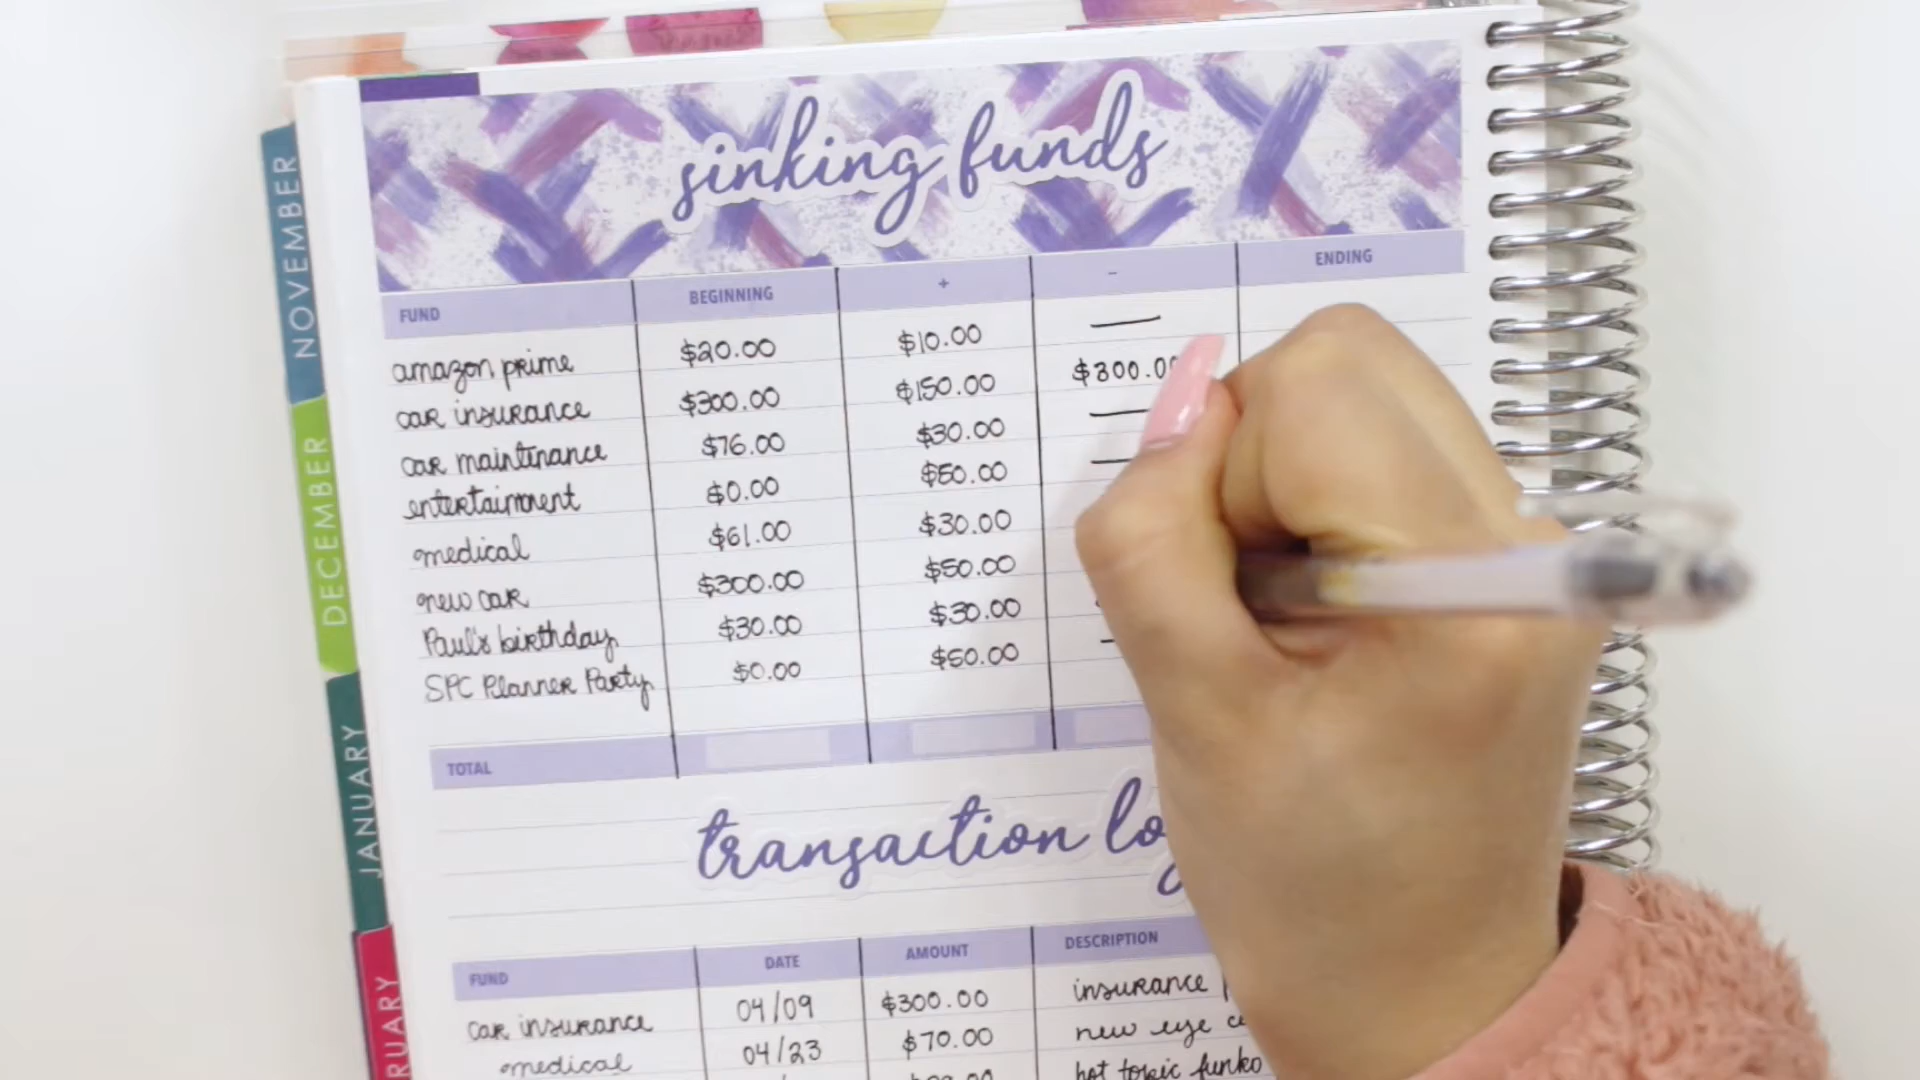 sinking funds
FUND BEGINNING + - ENDING
amazon prime $20.00 $10.00 —
car insurance $300.00 $150.00 $300.00
car maintinance $76.00 $30.00 —
entertainment $0.00 $50.00 —
medical $61.00 $30.00
new car $300.00 $50.00
Paul's birthday $30.00 $30.00
SPC Planner Party $0.00 $50.00
TOTAL
transaction
FUND DATE AMOUNT DESCRIPTION
car insurance 04/09 $300.00 insurance
medical 04/23 $70.00 new eye
hot topic funko
NOVEMBER
DECEMBER
JANUARY